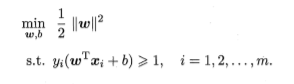 min_{w,b} 1/2 ‖w‖²
s.t. y_i(w^T x_i + b) ⩾ 1, i = 1, 2, . . . , m.